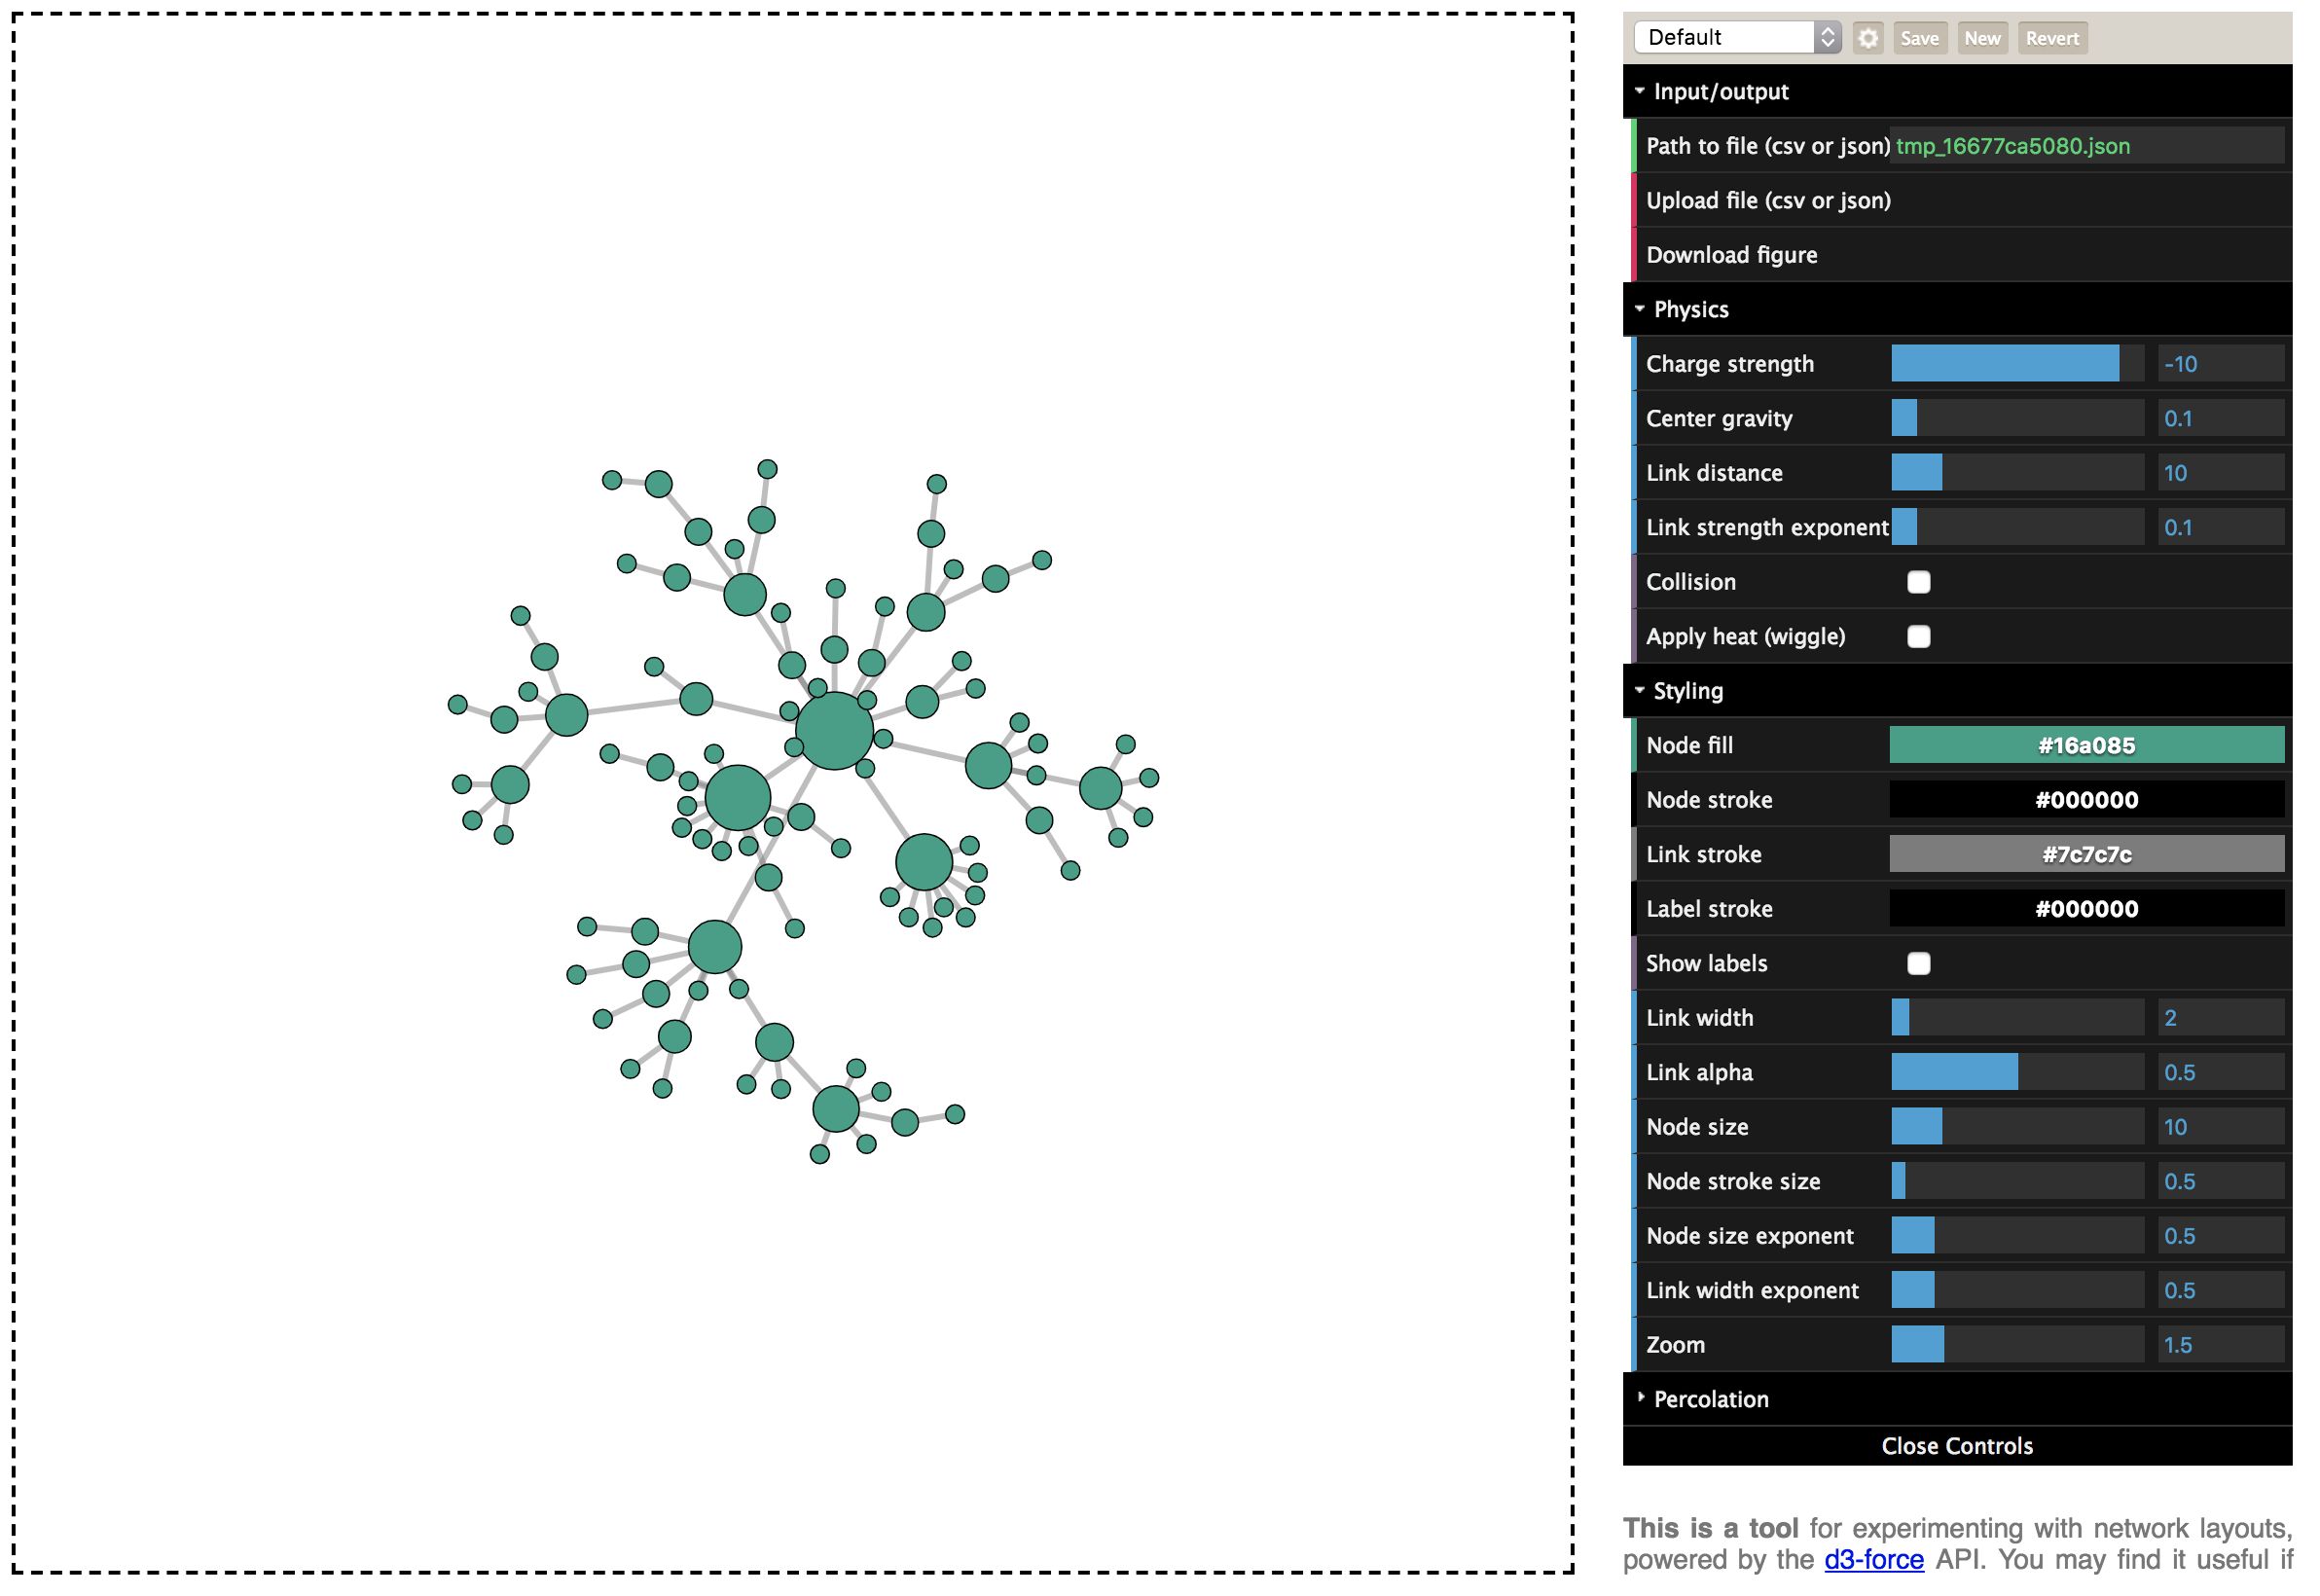 Default Save New Revert
Input/output
Path to file (csv or json) tmp_16677ca5080.json
Upload file (csv or json)
Download figure
Physics
Charge strength -10
Center gravity 0.1
Link distance 10
Link strength exponent 0.1
Collision
Apply heat (wiggle)
Styling
Node fill #16a085
Node stroke #000000
Link stroke #7c7c7c
Label stroke #000000
Show labels
Link width 2
Link alpha 0.5
Node size 10
Node stroke size 0.5
Node size exponent 0.5
Link width exponent 0.5
Zoom 1.5
Percolation
Close Controls
This is a tool for experimenting with network layouts,
powered by the d3-force API. You may find it useful if